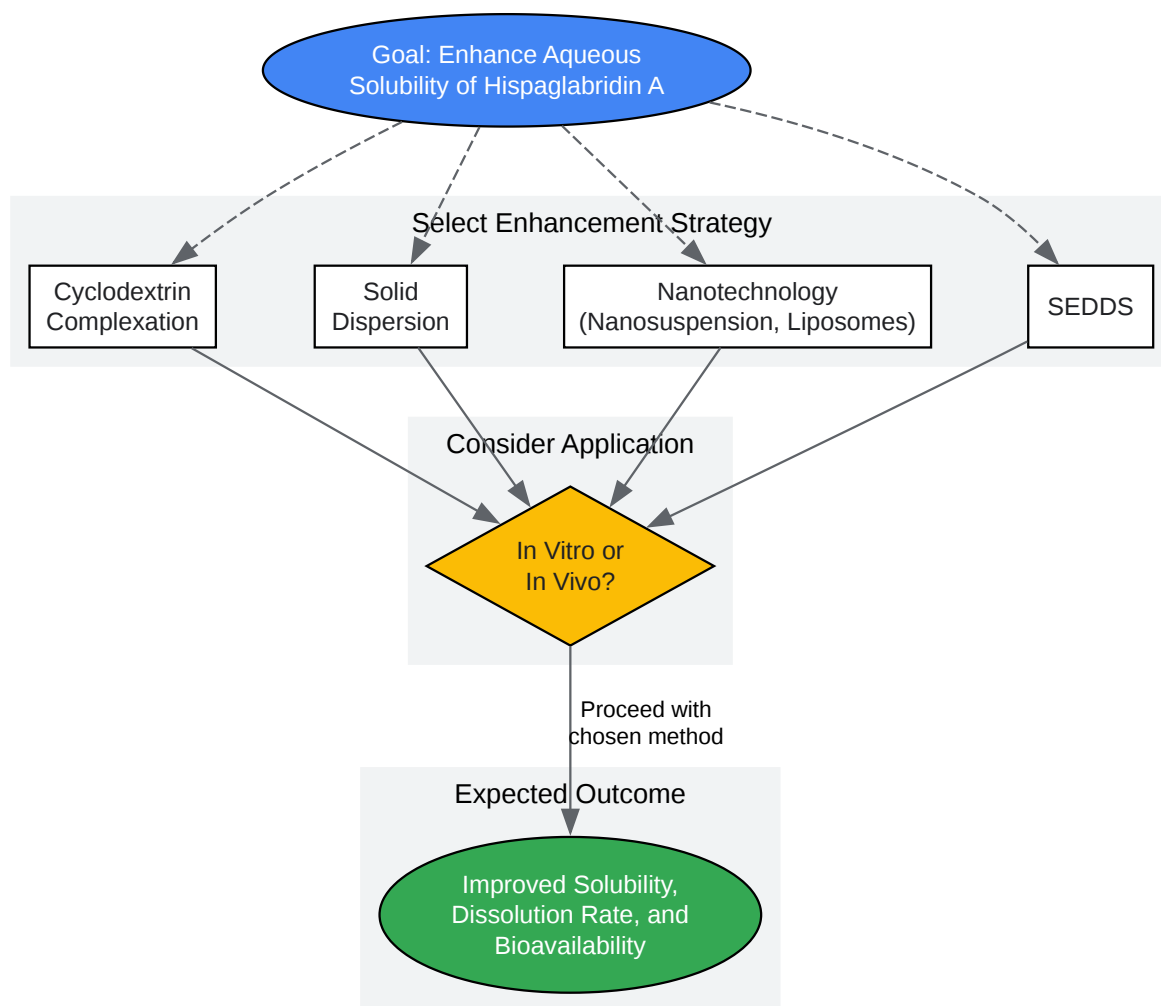 Goal: Enhance Aqueous
Solubility of Hispaglabridin A
Select Enhancement Strategy
Cyclodextrin
Complexation
Solid
Dispersion
Nanotechnology
(Nanosuspension, Liposomes)
SEDDS
Consider Application
In Vitro or
In Vivo?
Proceed with
chosen method
Expected Outcome
Improved Solubility,
Dissolution Rate, and
Bioavailability